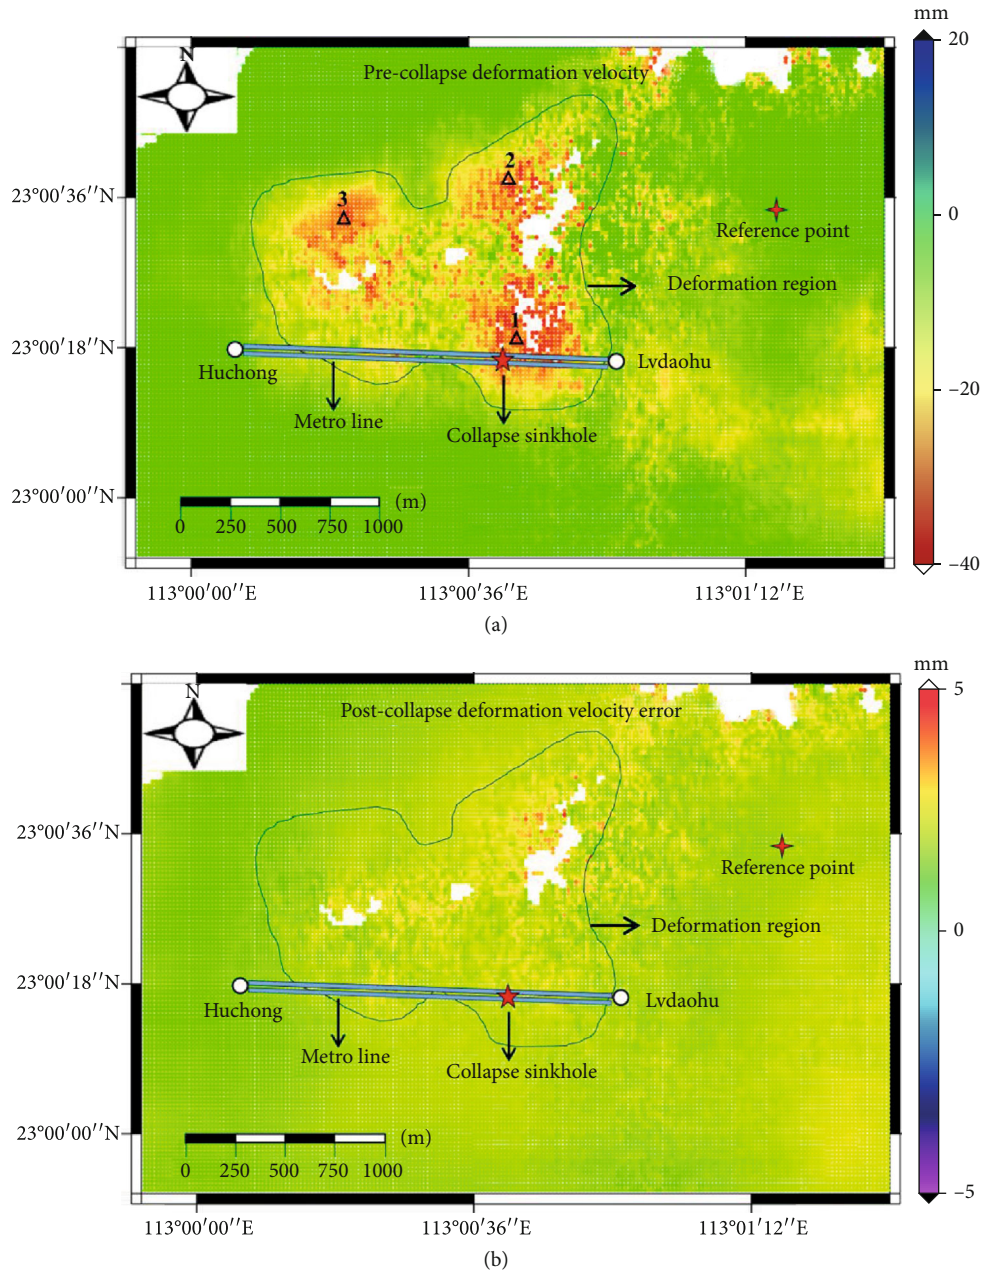 mm
N
Pre-collapse deformation velocity
20
2
23°00′36′′N
3
0
Reference point
Deformation region
1
23°00′18′′N
Huchong
Lvdaohu
−20
Metro line
Collapse sinkhole
23°00′00′′N
(m)
0 250 500 750 1000
−40
113°00′00′′E 113°00′36′′E 113°01′12′′E
(a)
mm
N
5
Post-collapse deformation velocity error
23°00′36′′N
Reference point
Deformation region
0
23°00′18′′N
Huchong
Lvdaohu
Metro line
Collapse sinkhole
23°00′00′′N
(m)
0 250 500 750 1000
−5
113°00′00′′E 113°00′36′′E 113°01′12′′E
(b)